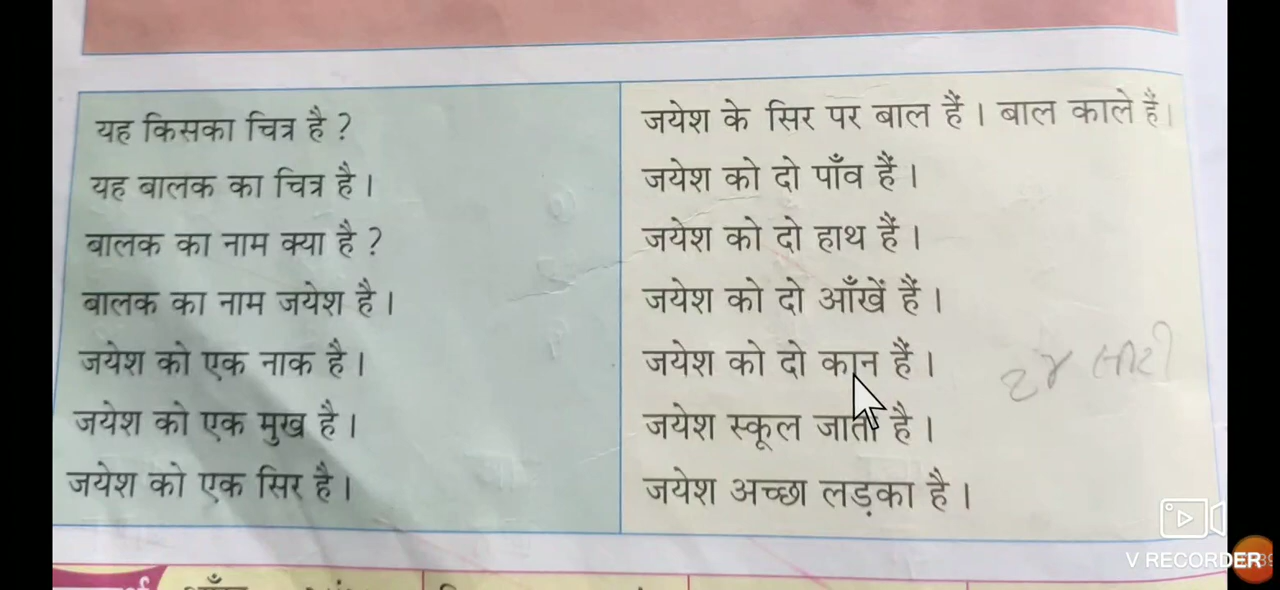 यह किसका चित्र है ?
यह बालक का चित्र है ।
बालक का नाम क्या है ?
बालक का नाम जयेश है ।
जयेश को एक नाक है ।
जयेश को एक मुख है ।
जयेश को एक सिर है ।
जयेश के सिर पर बाल हैं । बाल काले हैं ।
जयेश को दो पाँव हैं ।
जयेश को दो हाथ हैं ।
जयेश को दो आँखें हैं ।
जयेश को दो कान हैं ।
जयेश स्कूल जाता है ।
जयेश अच्छा लड़का है ।
V RECORDER